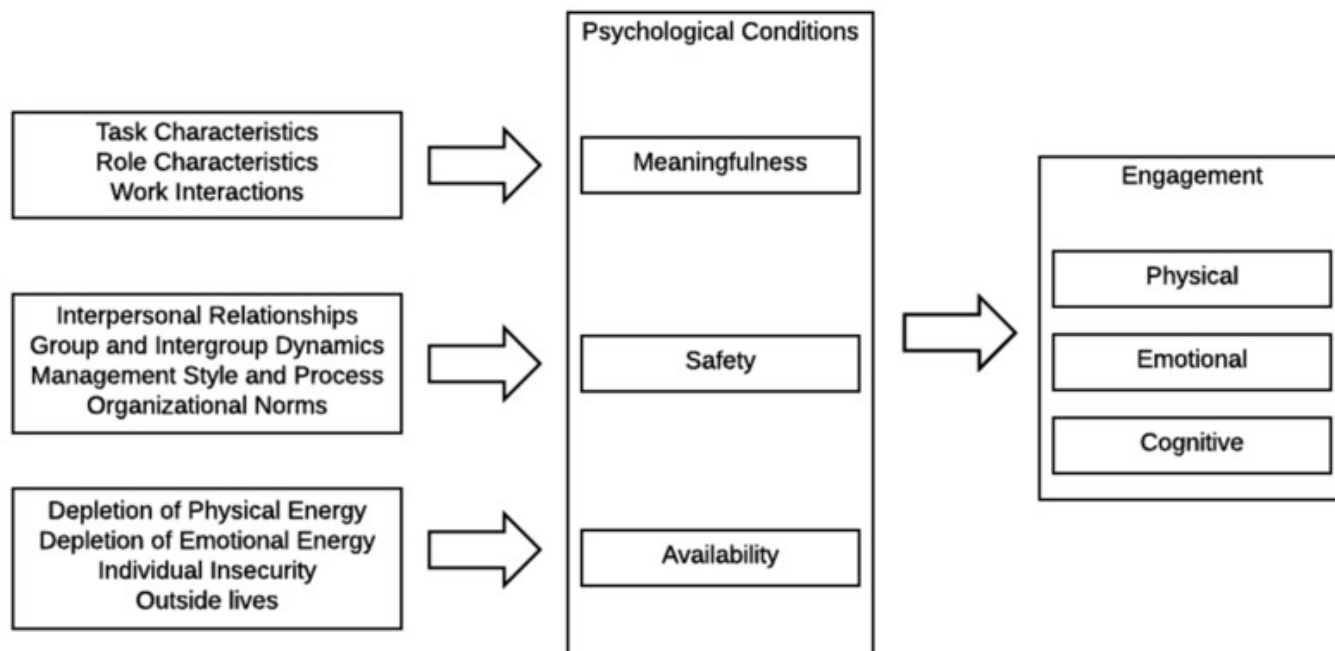 Psychological Conditions
Task Characteristics
Role Characteristics
Work Interactions
Meaningfulness
Interpersonal Relationships
Group and Intergroup Dynamics
Management Style and Process
Organizational Norms
Safety
Depletion of Physical Energy
Depletion of Emotional Energy
Individual Insecurity
Outside lives
Availability
Engagement
Physical
Emotional
Cognitive